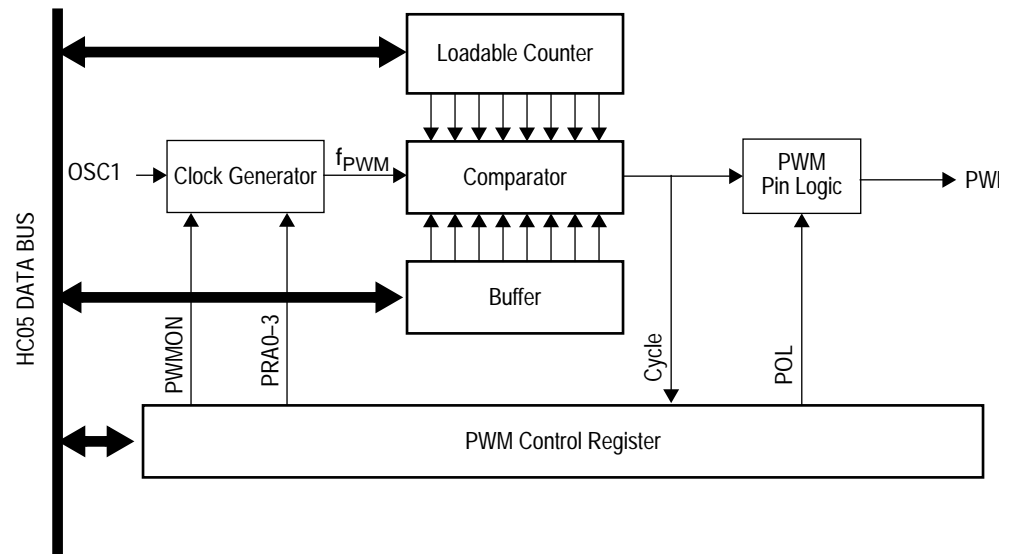 Loadable Counter
OSC1
Clock Generator
fPWM
Comparator
PWM
Pin Logic
HC05 DATA BUS
Buffer
PWMON
PRA0–3
Cycle
POL
PWM Control Register